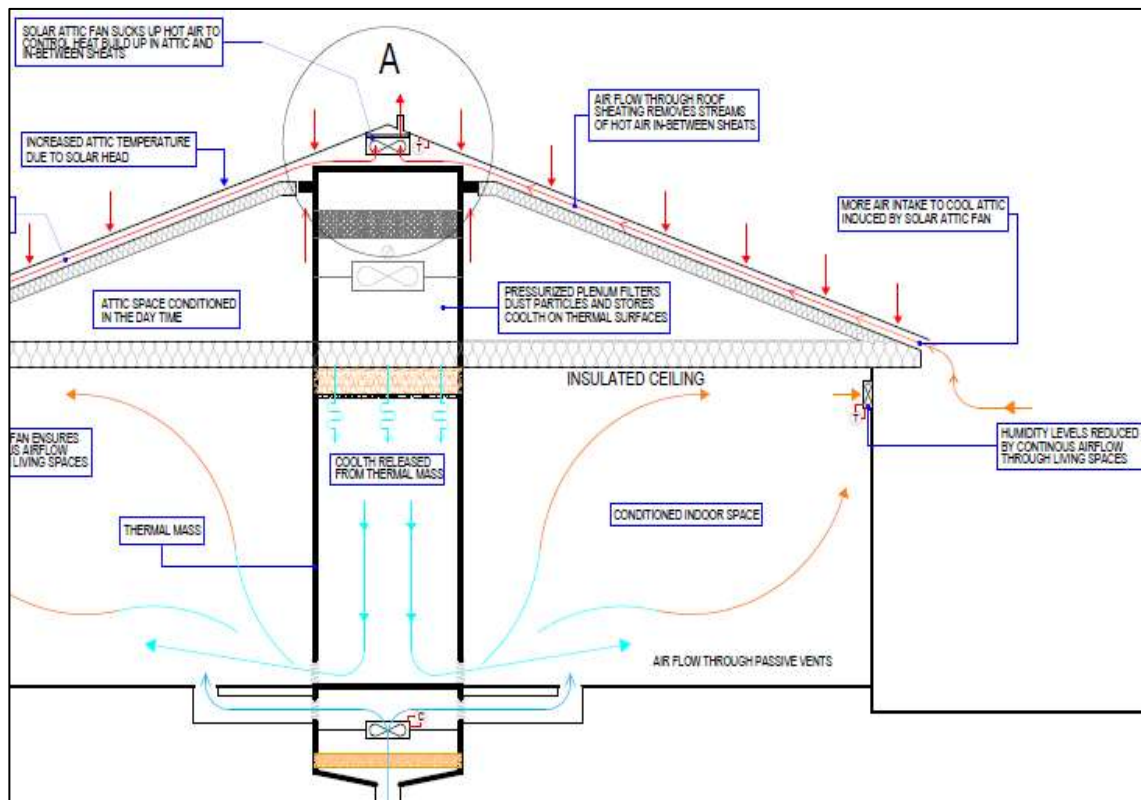 SOLAR ATTIC FAN SUCKS UP HOT AIR TO
CONTROL HEAT BUILD UP IN ATTIC AND
IN-BETWEEN SHEATS
A
AIR FLOW THROUGH ROOF
SHEATING REMOVES STREAMS
OF HOT AIR IN-BETWEEN SHEATS
INCREASED ATTIC TEMPERATURE
DUE TO SOLAR HEAD
T
MORE AIR INTAKE TO COOL ATTIC
INDUCED BY SOLAR ATTIC FAN
ATTIC SPACE CONDITIONED
IN THE DAY TIME
PRESSURIZED PLENUM FILTERS
DUST PARTICLES AND STORES
COOLTH ON THERMAL SURFACES
INSULATED CEILING
T
FAN ENSURES
US AIRFLOW
LIVING SPACES
COOLTH RELEASED
FROM THERMAL MASS
HUMIDITY LEVELS REDUCED
BY CONTINOUS AIRFLOW
THROUGH LIVING SPACES
CONDITIONED INDOOR SPACE
THERMAL MASS
AIR FLOW THROUGH PASSIVE VENTS
C